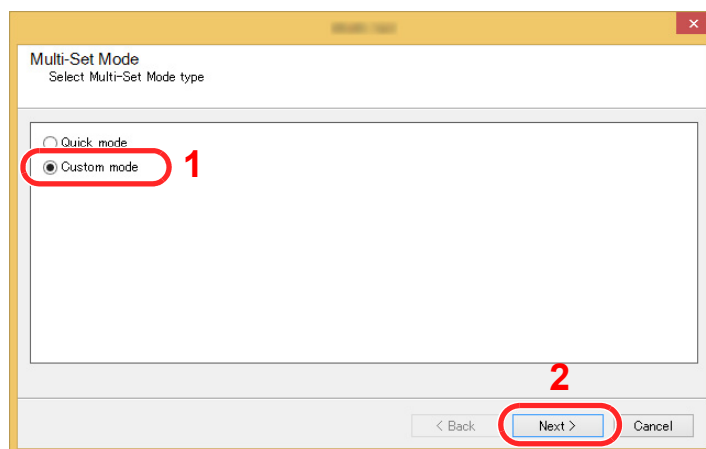 Multi-Set Mode
Select Multi-Set Mode type
Quick mode
Custom mode 1
2
< Back Next > Cancel